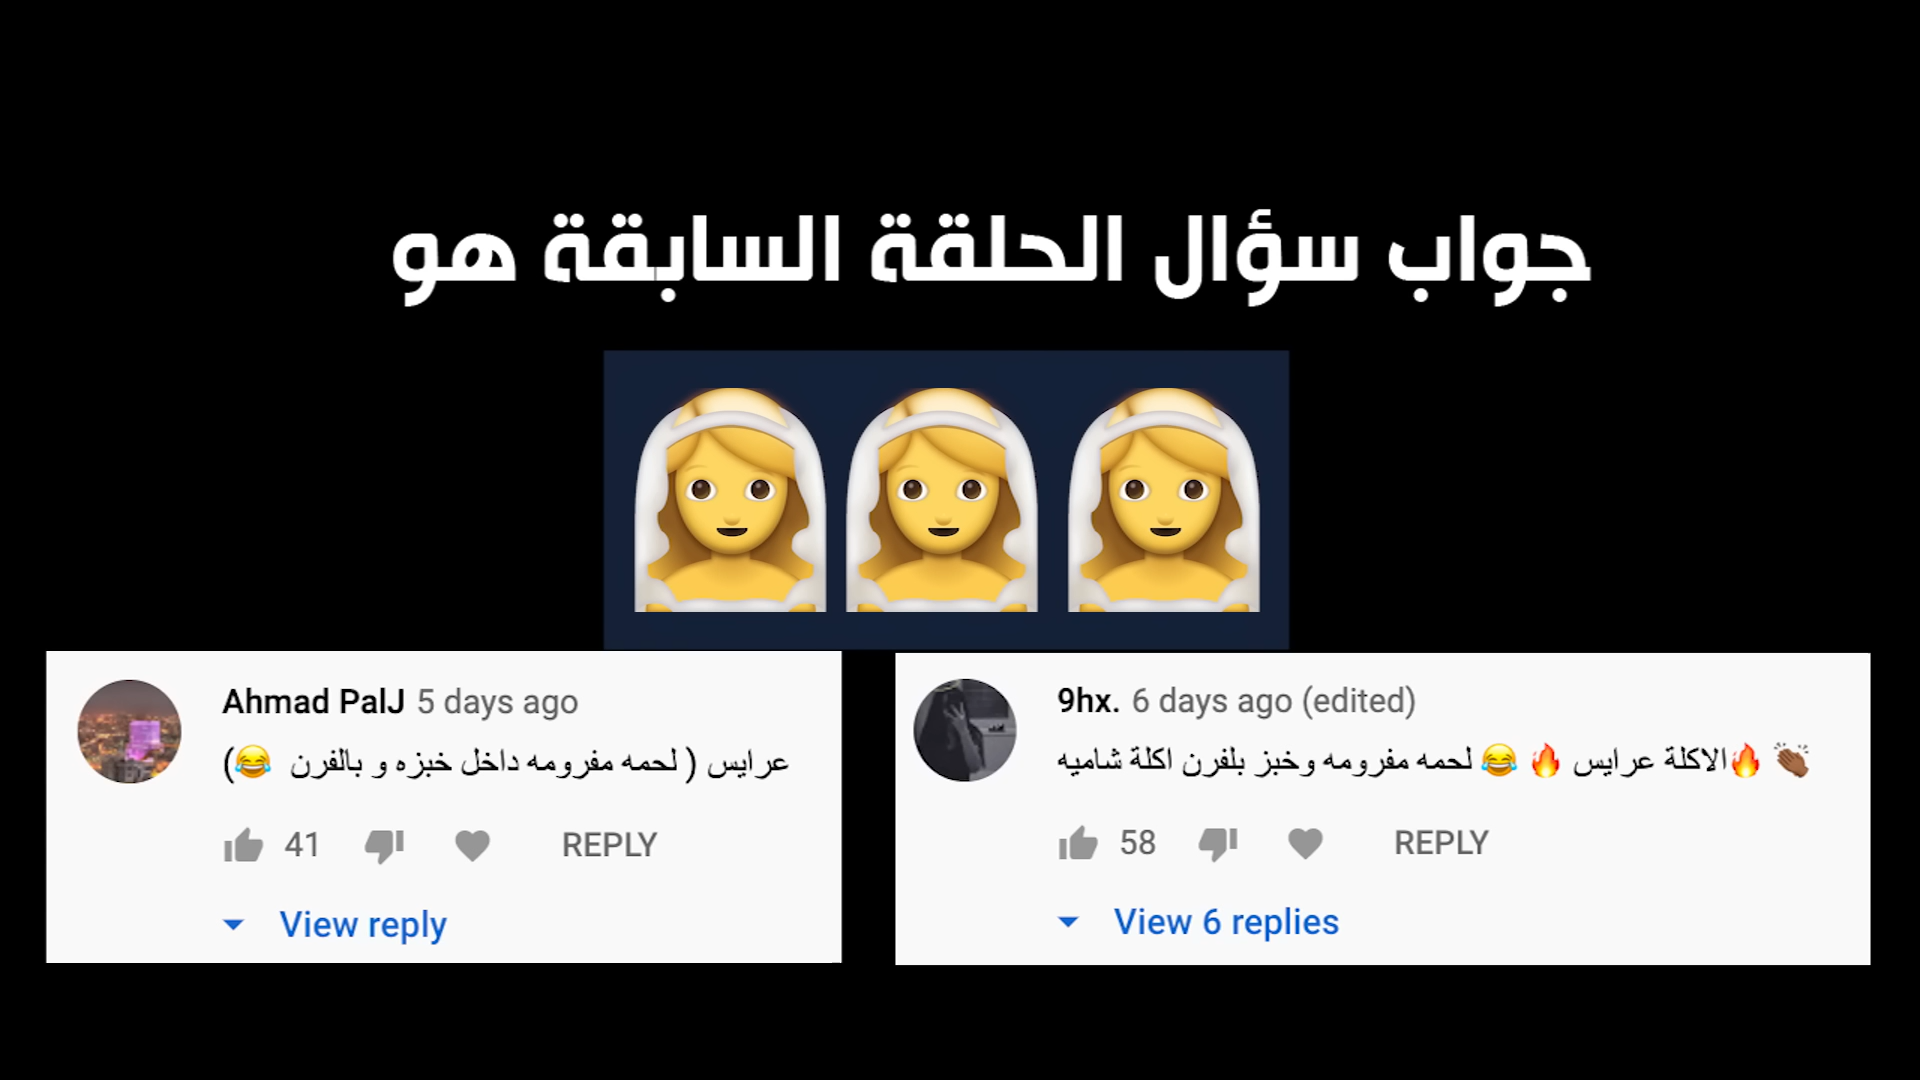 جواب سؤال الحلقة السابقة هو
Ahmad PalJ 5 days ago
عرايس ( لحمه مفرومه داخل خبزه و بالفرن 😂)
41 REPLY
View reply
9hx. 6 days ago (edited)
👏🏾 🔥الاكلة عرايس 🔥 😂 لحمه مفرومه وخبز بلفرن اكلة شاميه
58 REPLY
View 6 replies